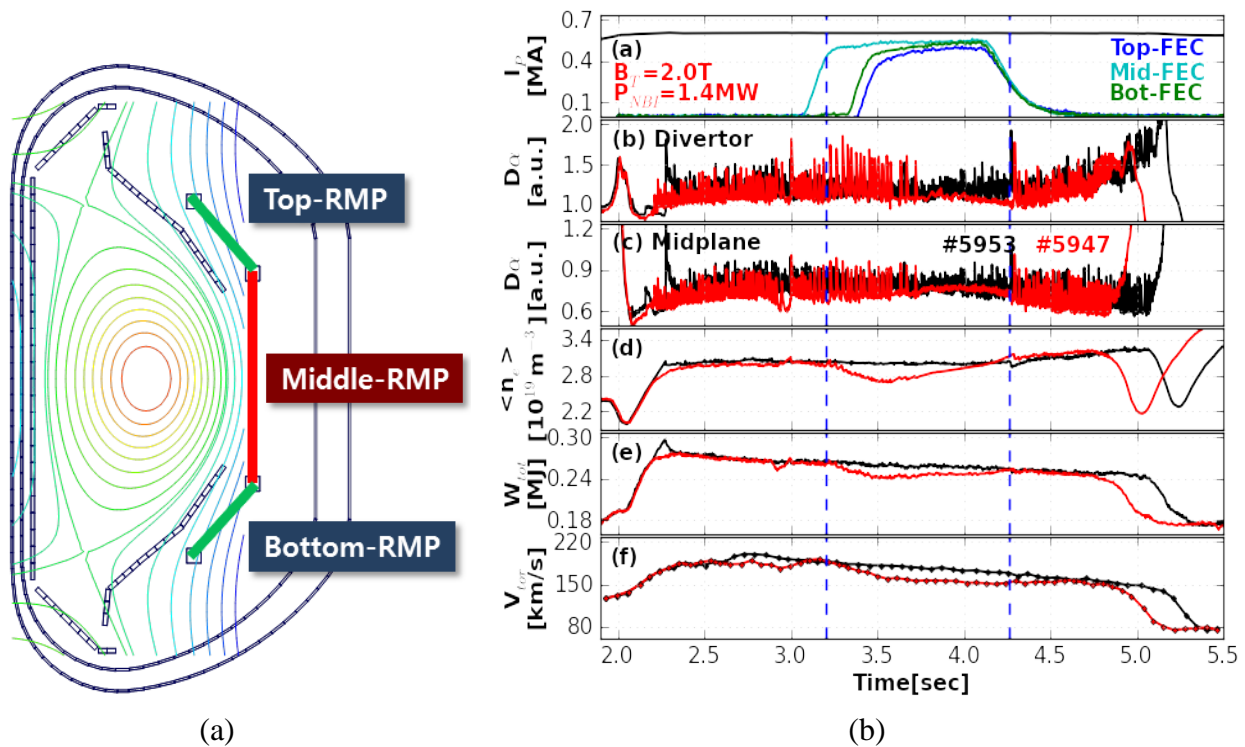 (a)
(b)
Top-RMP
Middle-RMP
Bottom-RMP
(a)
I_p [MA]
0.7
0.4
0.1
B_T=2.0T
P_NBI=1.4MW
Top-FEC
Mid-FEC
Bot-FEC
(b) Divertor
Dα [a.u.]
2.0
1.5
1.0
(c) Midplane
#5953 #5947
Dα [a.u.]
1.2
0.9
0.6
(d)
<n_e> [10^19 m^−3]
3.4
2.8
2.2
(e)
W_tot [MJ]
0.30
0.24
0.18
(f)
V_tor [km/s]
220
150
80
2.0 2.5 3.0 3.5 4.0 4.5 5.0 5.5
Time[sec]
(a)
(b)